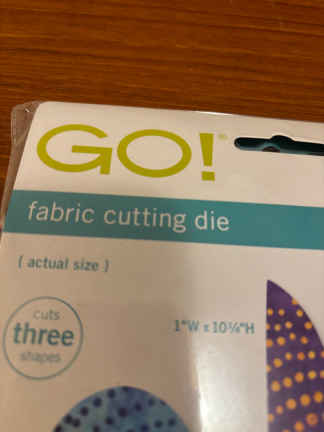 GO!
fabric cutting die
{ actual size }
cuts
three
shapes
1"W x 10¼"H